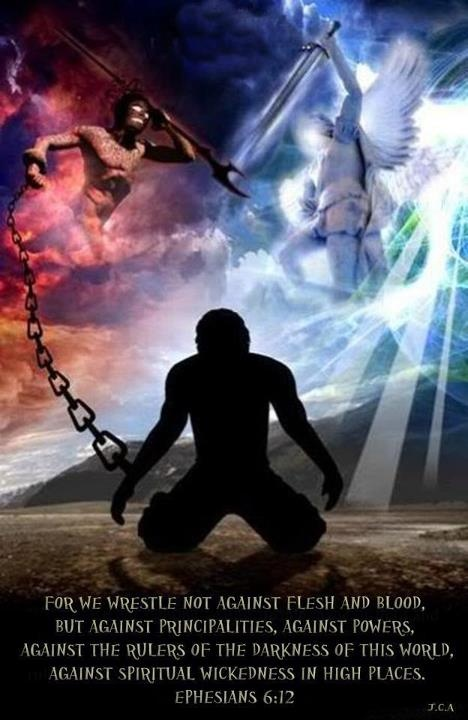 FOR WE WRESTLE NOT AGAINST FLESH AND BLOOD,
BUT AGAINST PRINCIPALITIES, AGAINST POWERS,
AGAINST THE RULERS OF THE DARKNESS OF THIS WORLD,
AGAINST SPIRITUAL WICKEDNESS IN HIGH PLACES.
EPHESIANS 6:12
J.C.A